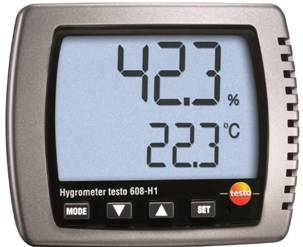 42.3 %
22.3 °C
Hygrometer testo 608-H1
testo
MODE ▼ ▲ SET